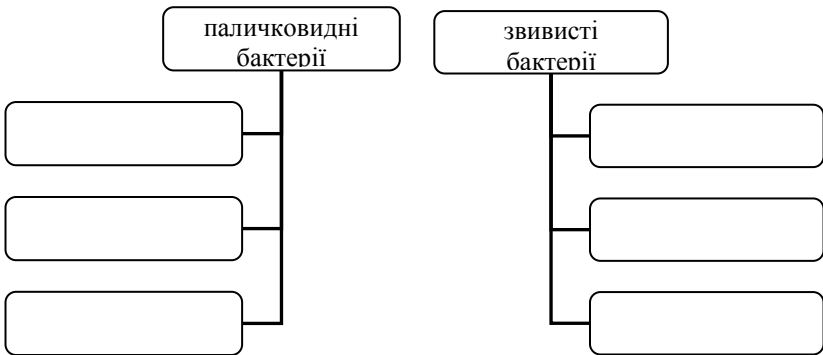 паличковидні
бактерії
звивисті
бактерії